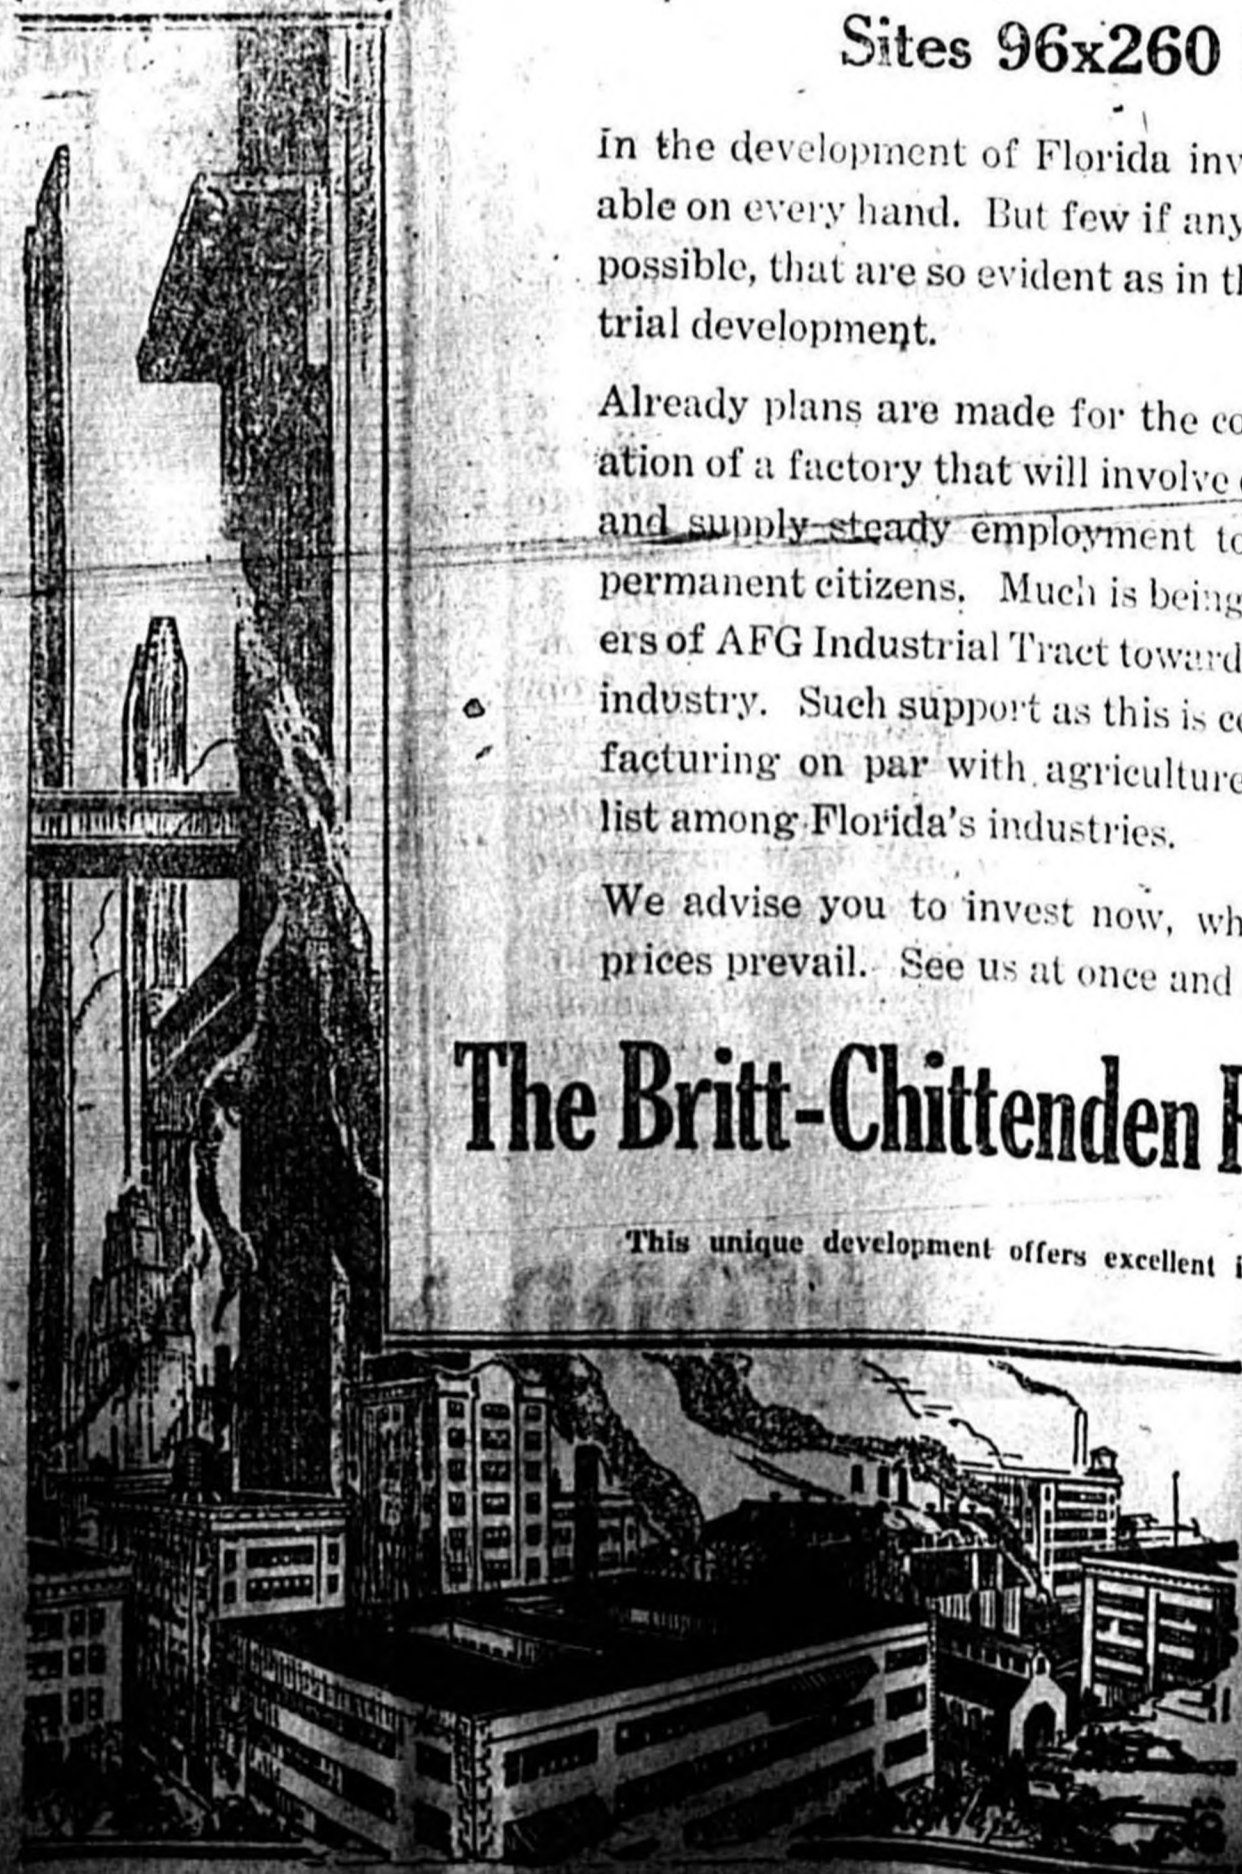 Sites 96x260
In the development of Florida inv
able on every hand. But few if any
possible, that are so evident as in th
trial development.
Already plans are made for the co
ation of a factory that will involve
and supply steady employment to
permanent citizens. Much is being
ers of AFG Industrial Tract toward
industry. Such support as this is ce
facturing on par with agriculture
list among Florida's industries.
We advise you to invest now, wh
prices prevail. See us at once and
The Britt-Chittenden
This unique development offers excellent i